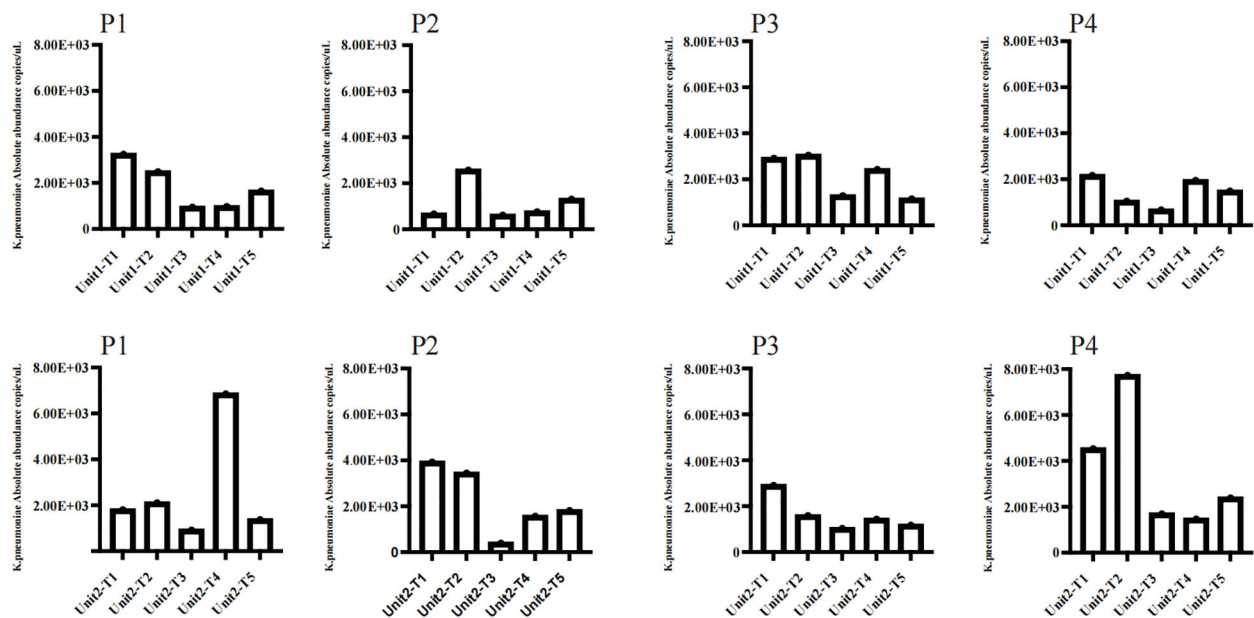 P1
K.pneumoniae Absolute abundance copies/uL
8.00E+03
6.00E+03
4.00E+03
2.00E+03
0
Unit1-T1
Unit1-T2
Unit1-T3
Unit1-T4
Unit1-T5
P2
K.pneumoniae Absolute abundance copies/uL
8.00E+03
6.00E+03
4.00E+03
2.00E+03
0
Unit1-T1
Unit1-T2
Unit1-T3
Unit1-T4
Unit1-T5
P3
K.pneumoniae Absolute abundance copies/uL
8.00E+03
6.00E+03
4.00E+03
2.00E+03
0
Unit1-T1
Unit1-T2
Unit1-T3
Unit1-T4
Unit1-T5
P4
K.pneumoniae Absolute abundance copies/uL
8.00E+03
6.00E+03
4.00E+03
2.00E+03
0
Unit1-T1
Unit1-T2
Unit1-T3
Unit1-T4
Unit1-T5
P1
K.pneumoniae Absolute abundance copies/uL
8.00E+03
6.00E+03
4.00E+03
2.00E+03
Unit2-T1
Unit2-T2
Unit2-T3
Unit2-T4
Unit2-T5
P2
K.pneumoniae Absolute abundance copies/uL
8.00E+03
6.00E+03
4.00E+03
2.00E+03
0
Unit2-T1
Unit2-T2
Unit2-T3
Unit2-T4
Unit2-T5
P3
K.pneumoniae Absolute abundance copies/uL
8.00E+03
6.00E+03
4.00E+03
2.00E+03
0
Unit2-T1
Unit2-T2
Unit2-T3
Unit2-T4
Unit2-T5
P4
K.pneumoniae Absolute abundance copies/uL
8.00E+03
6.00E+03
4.00E+03
2.00E+03
0
Unit2-T1
Unit2-T2
Unit2-T3
Unit2-T4
Unit2-T5